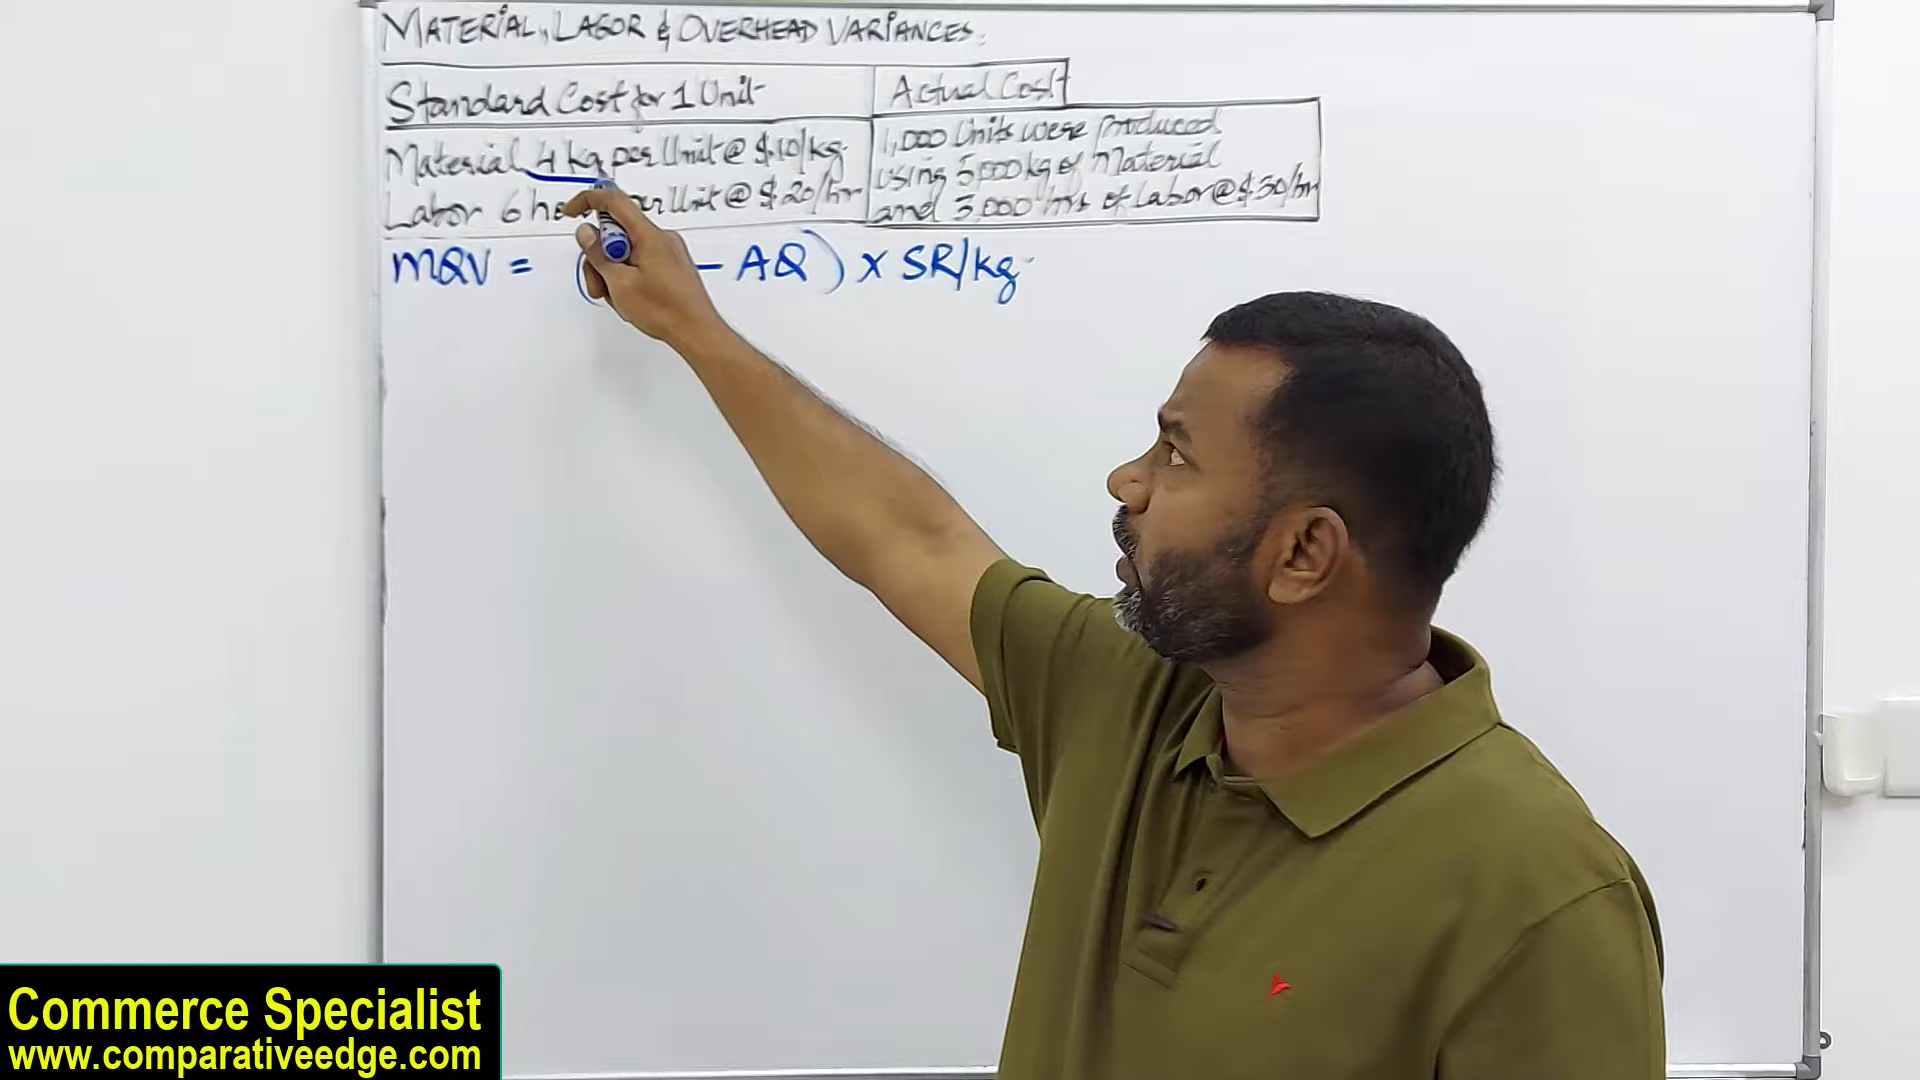 MATERIAL, LABOR & OVERHEAD VARIANCES.
Standard Cost for 1 Unit
Actual Cost
Material 4 kg per Unit @ $.10/kg.
Labor 6 per Unit @ $.20/hr
1,000 Units were produced
using 5,000 kg of Material
and hrs of Labor @ $.30/hr
MQV = ( - AQ) x SR/kg.
Commerce Specialist
www.comparativeedge.com